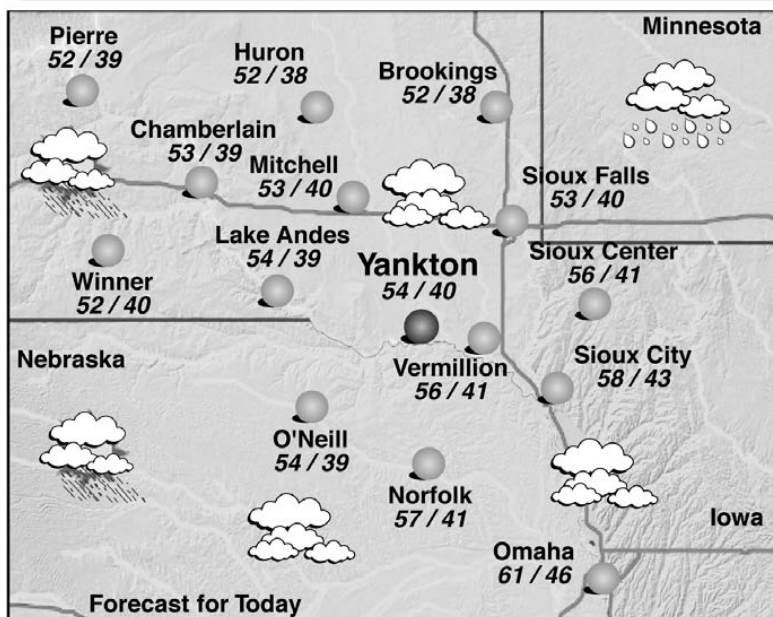 Pierre
52 / 39
Huron
52 / 38
Brookings
52 / 38
Minnesota
Chamberlain
53 / 39
Mitchell
53 / 40
Sioux Falls
53 / 40
Winner
52 / 40
Lake Andes
54 / 39
Yankton
54 / 40
Sioux Center
56 / 41
Nebraska
Vermillion
56 / 41
Sioux City
58 / 43
O'Neill
54 / 39
Norfolk
57 / 41
Iowa
Omaha
61 / 46
Forecast for Today